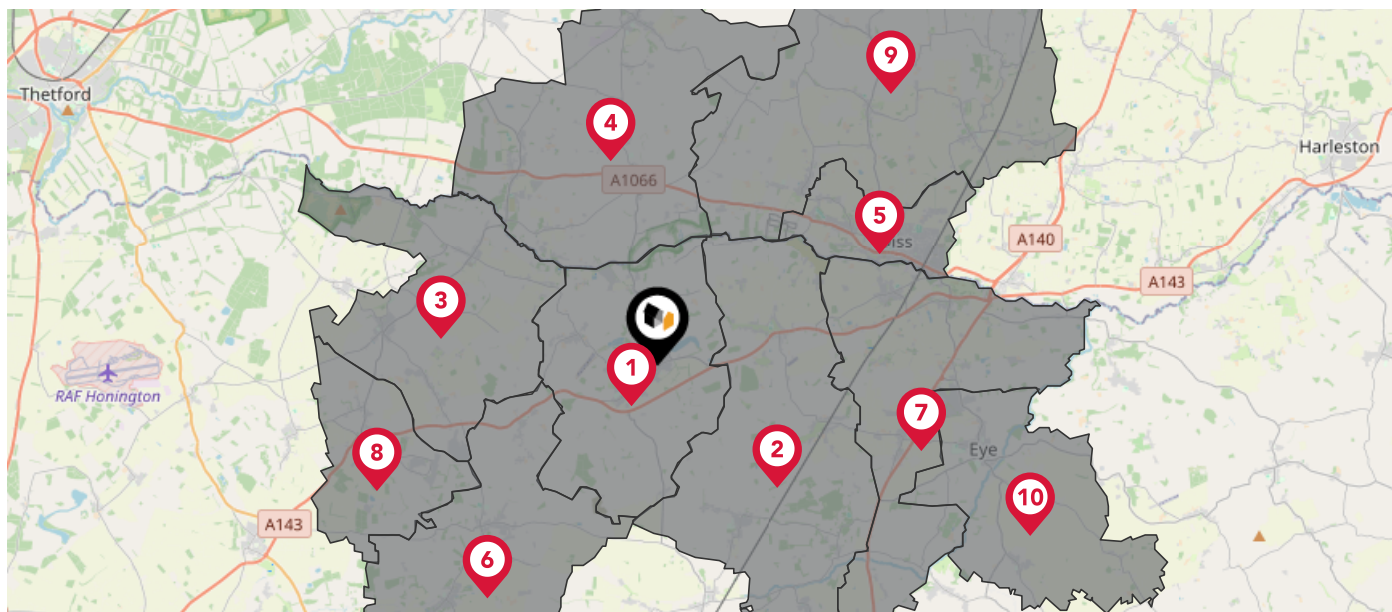 9
Thetford
4
Harleston
A1066
5
iss
A140
A143
3
1
RAF Honington
7
Eye
2
8
10
A143
6